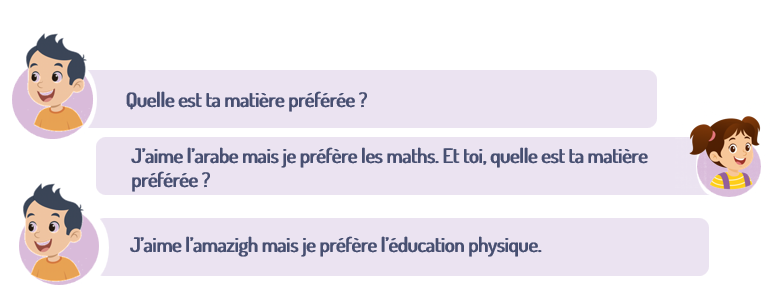 Quelle est ta matière préférée ?
J'aime l'arabe mais je préfère les maths. Et toi, quelle est ta matière
préférée ?
J'aime l'amazigh mais je préfère l'éducation physique.